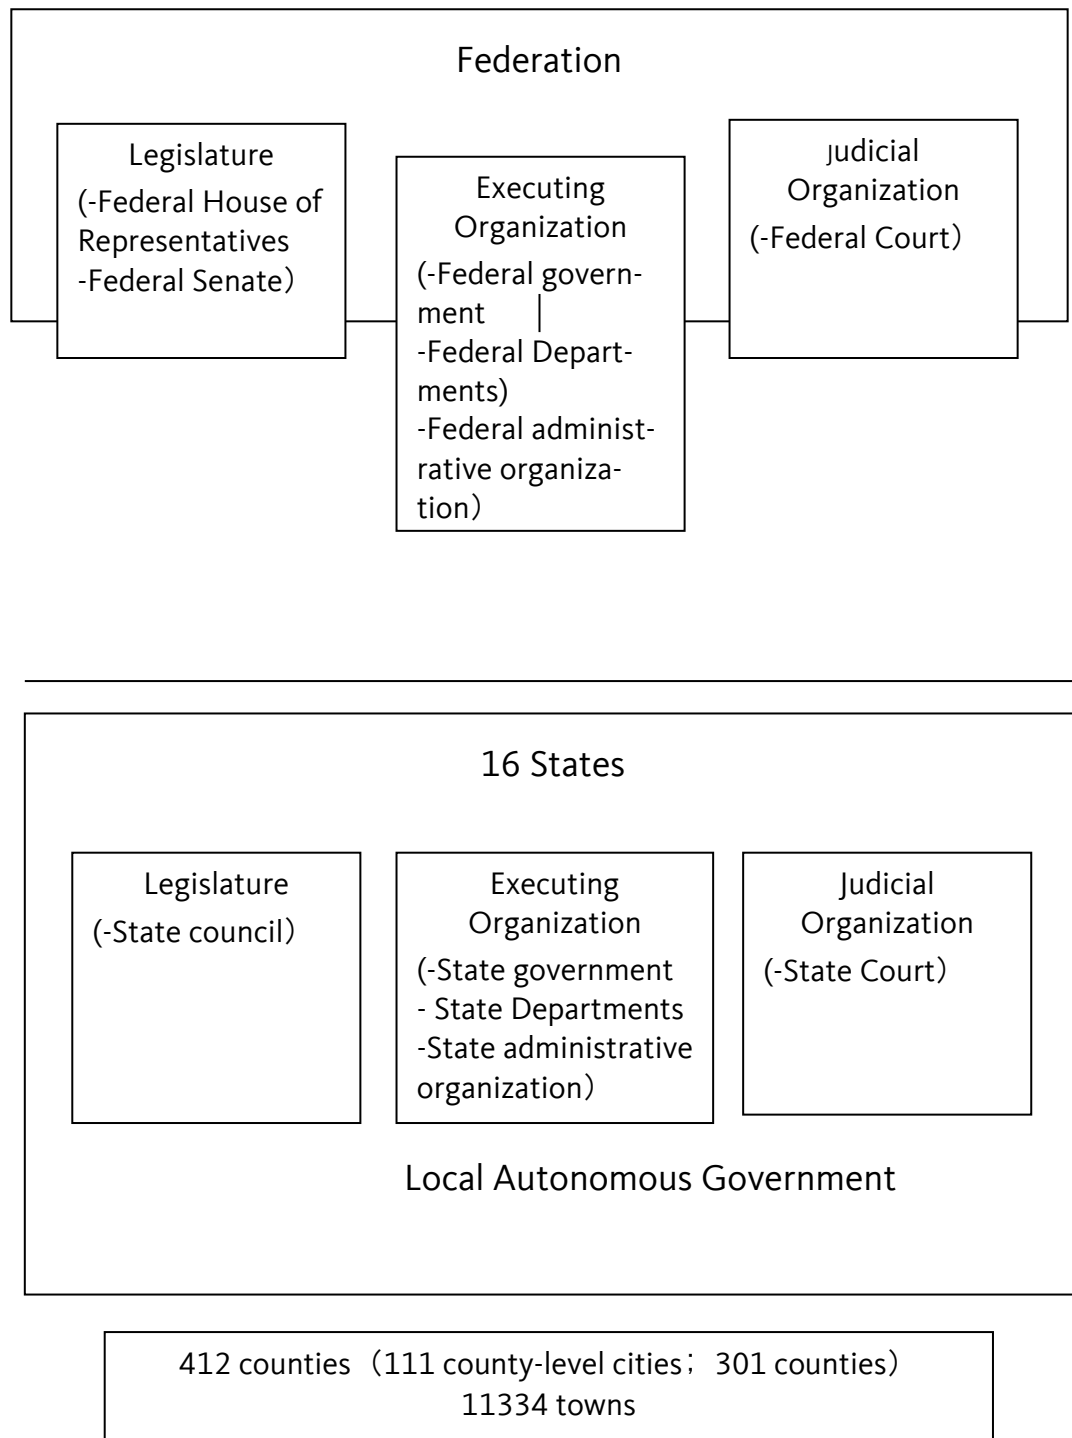 Federation
Legislature
(-Federal House of
Representatives
-Federal Senate）
Executing
Organization
(-Federal govern-
ment
-Federal Depart-
ments)
-Federal administ-
rative organiza-
tion）
Judicial
Organization
(-Federal Court）
16 States
Legislature
(-State council）
Executing
Organization
(-State government
- State Departments
-State administrative
organization）
Judicial
Organization
(-State Court）
Local Autonomous Government
412 counties（111 county-level cities；301 counties）
11334 towns